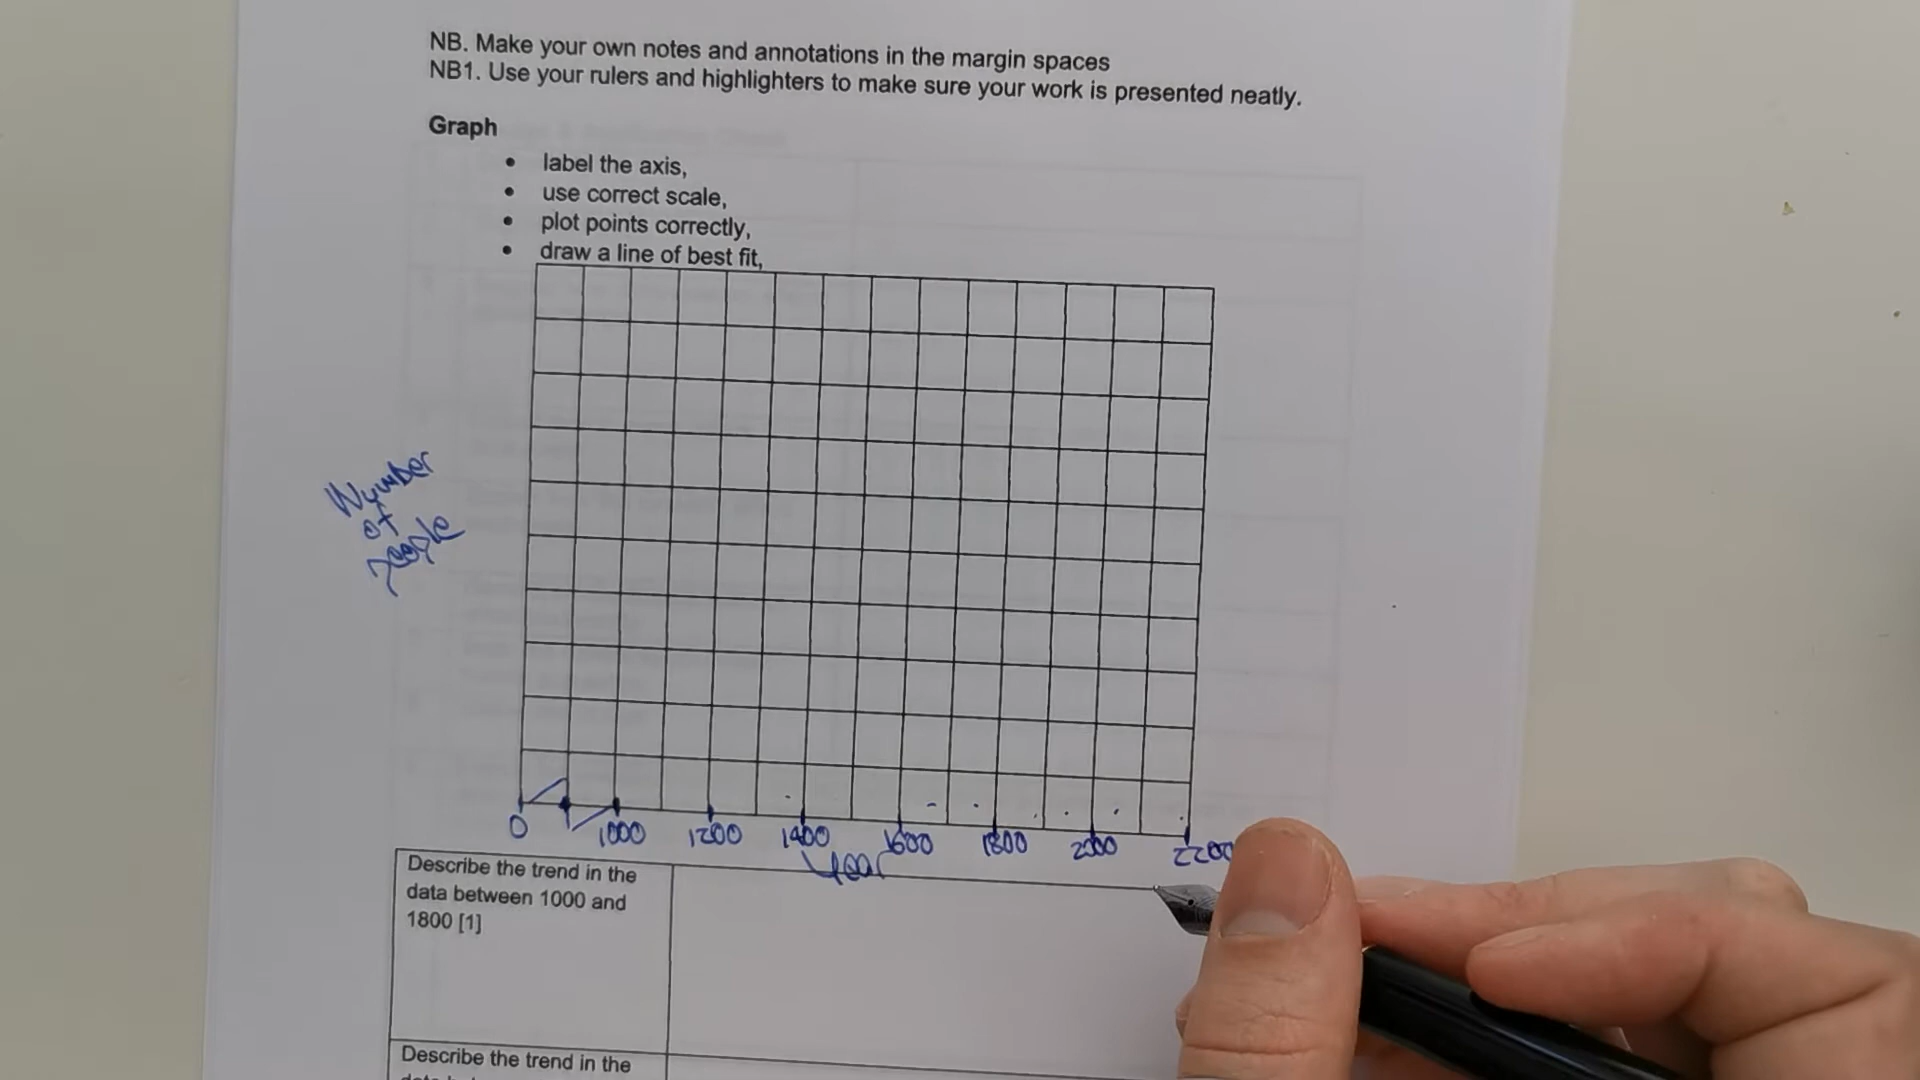 NB. Make your own notes and annotations in the margin spaces
NB1. Use your rulers and highlighters to make sure your work is presented neatly.
Graph
• label the axis,
• use correct scale,
• plot points correctly,
• draw a line of best fit,
Number
of
people
0 1000 1200 1400 1600 1800 2000 2200
Year
Describe the trend in the
data between 1000 and
1800 [1]
Describe the trend in the